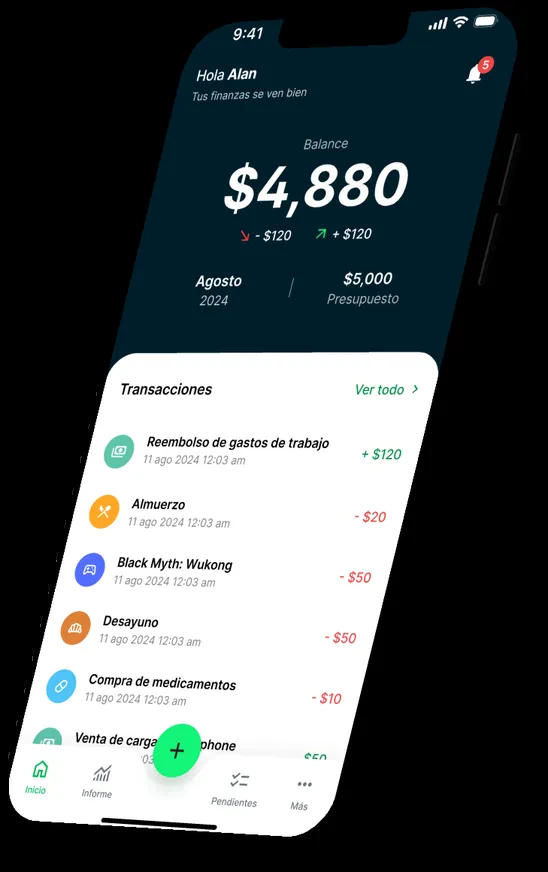 9:41
Hola Alan
5
Tus finanzas se ven bien
Balance
$4,880
- $120 + $120
Agosto $5,000
2024 Presupuesto
Transacciones Ver todo
Reembolso de gastos de trabajo
11 ago 2024 12:03 am
+ $120
Almuerzo
11 ago 2024 12:03 am
- $20
Black Myth: Wukong
11 ago 2024 12:03 am
- $50
Desayuno
11 ago 2024 12:03 am
- $50
Compra de medicamentos
11 ago 2024 12:03 am
- $10
Venta de carga phone
$50
Inicio
Informe
Pendientes
Más